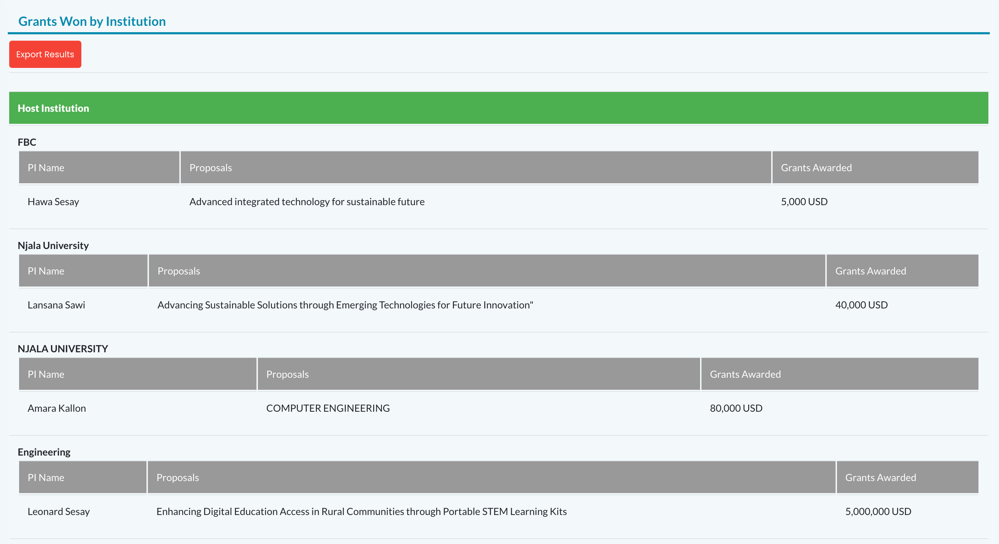 Grants Won by Institution
Export Results
Host Institution
FBC
PI Name Proposals Grants Awarded
Hawa Sesay Advanced integrated technology for sustainable future 5,000 USD
Njala University
PI Name Proposals Grants Awarded
Lansana Sawi Advancing Sustainable Solutions through Emerging Technologies for Future Innovation" 40,000 USD
NJALA UNIVERSITY
PI Name Proposals Grants Awarded
Amara Kallon COMPUTER ENGINEERING 80,000 USD
Engineering
PI Name Proposals Grants Awarded
Leonard Sesay Enhancing Digital Education Access in Rural Communities through Portable STEM Learning Kits 5,000,000 USD